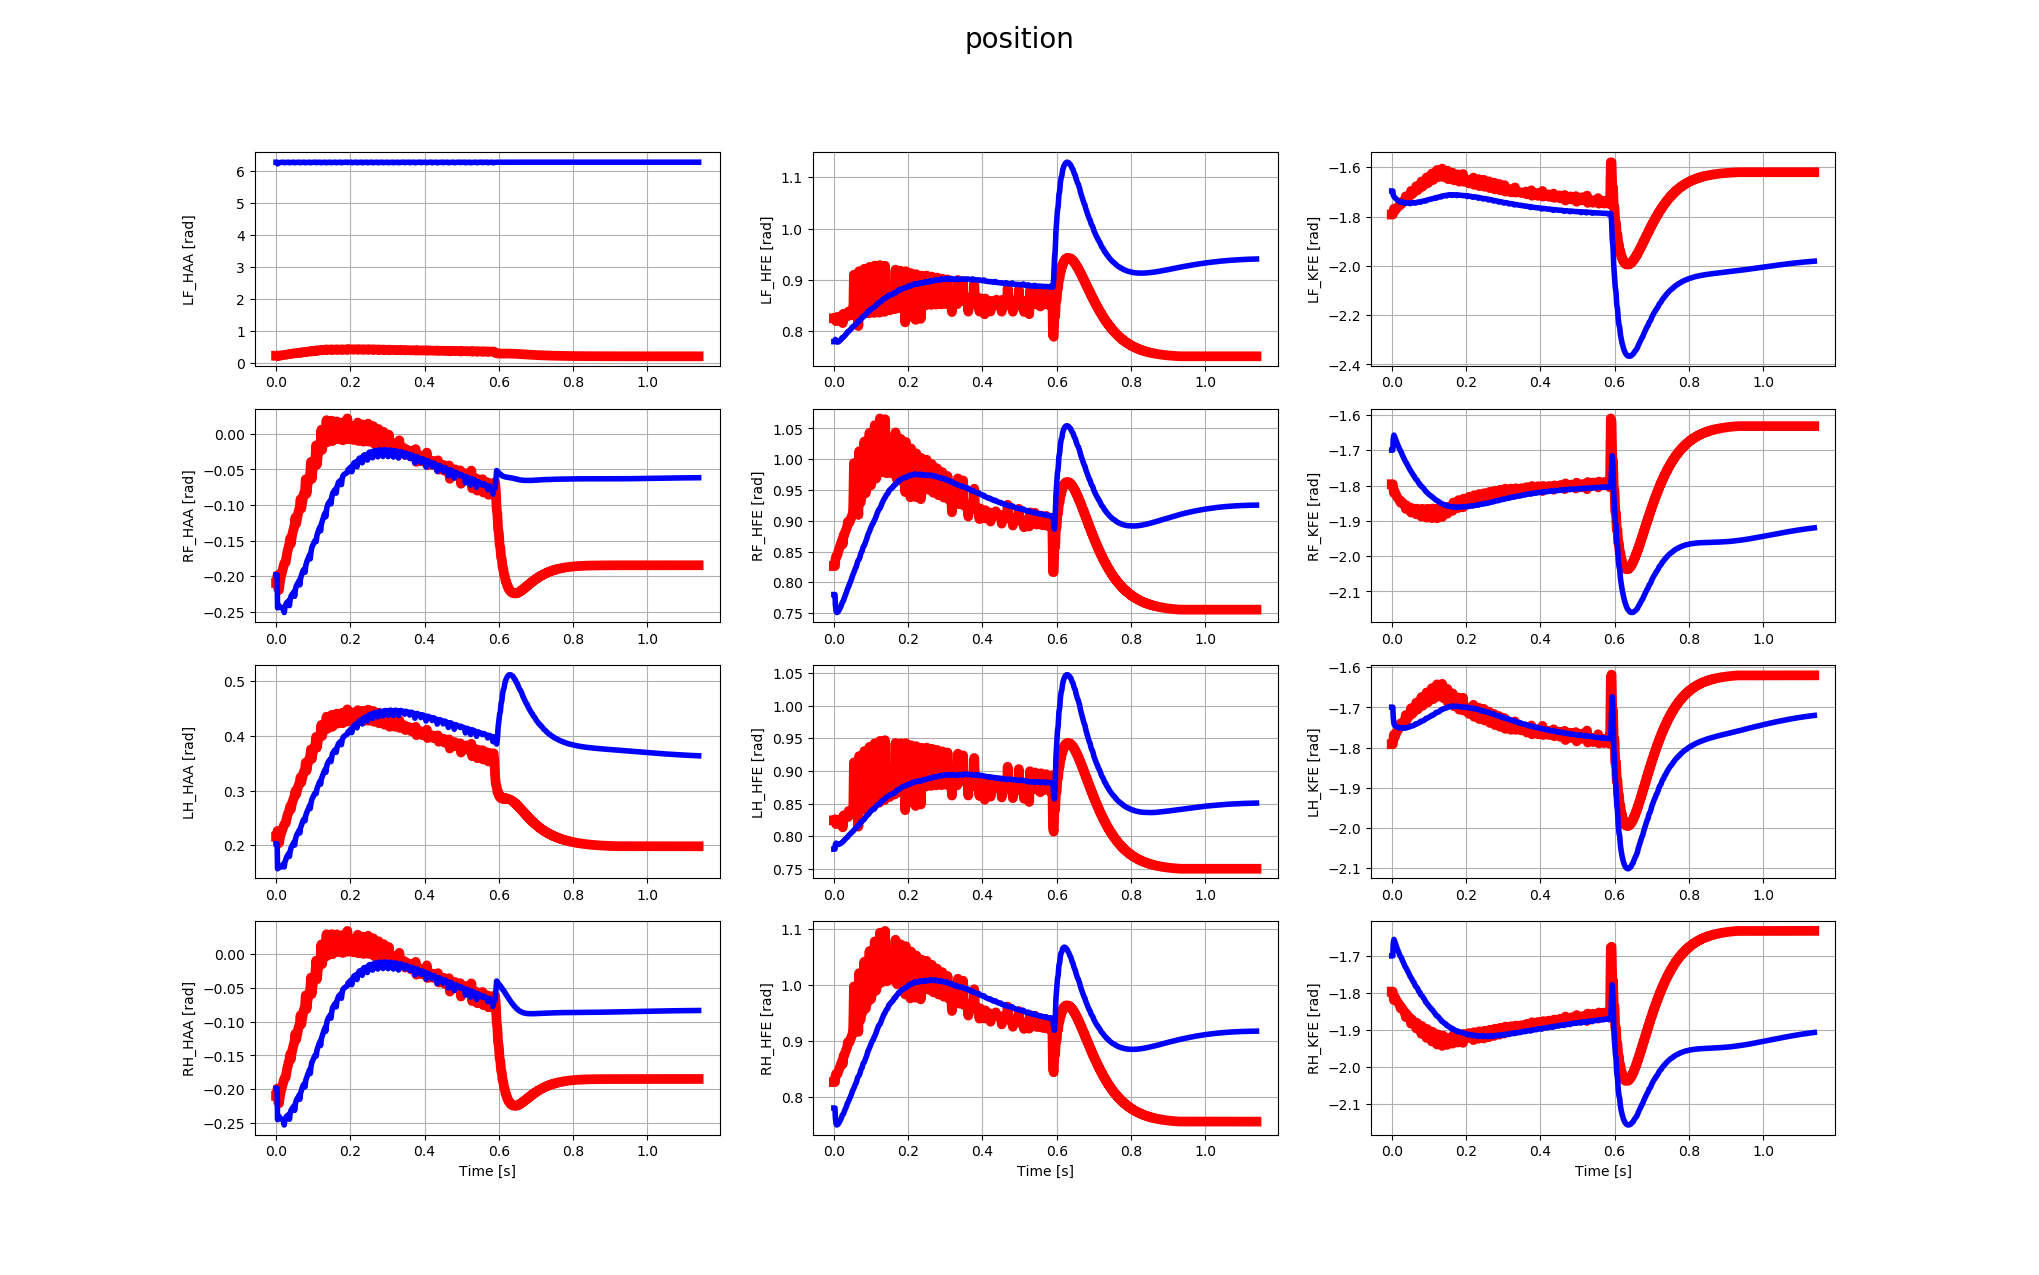 position
LF_HAA [rad]
6
5
4
3
2
1
0
0.0 0.2 0.4 0.6 0.8 1.0
LF_HFE [rad]
1.1
1.0
0.9
0.8
0.0 0.2 0.4 0.6 0.8 1.0
LF_KFE [rad]
−1.6
−1.8
−2.0
−2.2
−2.4
0.0 0.2 0.4 0.6 0.8 1.0
RF_HAA [rad]
0.00
−0.05
−0.10
−0.15
−0.20
−0.25
0.0 0.2 0.4 0.6 0.8 1.0
RF_HFE [rad]
1.05
1.00
0.95
0.90
0.85
0.80
0.75
0.0 0.2 0.4 0.6 0.8 1.0
RF_KFE [rad]
−1.6
−1.7
−1.8
−1.9
−2.0
−2.1
0.0 0.2 0.4 0.6 0.8 1.0
LH_HAA [rad]
0.5
0.4
0.3
0.2
0.0 0.2 0.4 0.6 0.8 1.0
LH_HFE [rad]
1.05
1.00
0.95
0.90
0.85
0.80
0.75
0.0 0.2 0.4 0.6 0.8 1.0
LH_KFE [rad]
−1.6
−1.7
−1.8
−1.9
−2.0
−2.1
0.0 0.2 0.4 0.6 0.8 1.0
RH_HAA [rad]
0.00
−0.05
−0.10
−0.15
−0.20
−0.25
0.0 0.2 0.4 0.6 0.8 1.0
Time [s]
RH_HFE [rad]
1.1
1.0
0.9
0.8
0.0 0.2 0.4 0.6 0.8 1.0
Time [s]
RH_KFE [rad]
−1.7
−1.8
−1.9
−2.0
−2.1
0.0 0.2 0.4 0.6 0.8 1.0
Time [s]